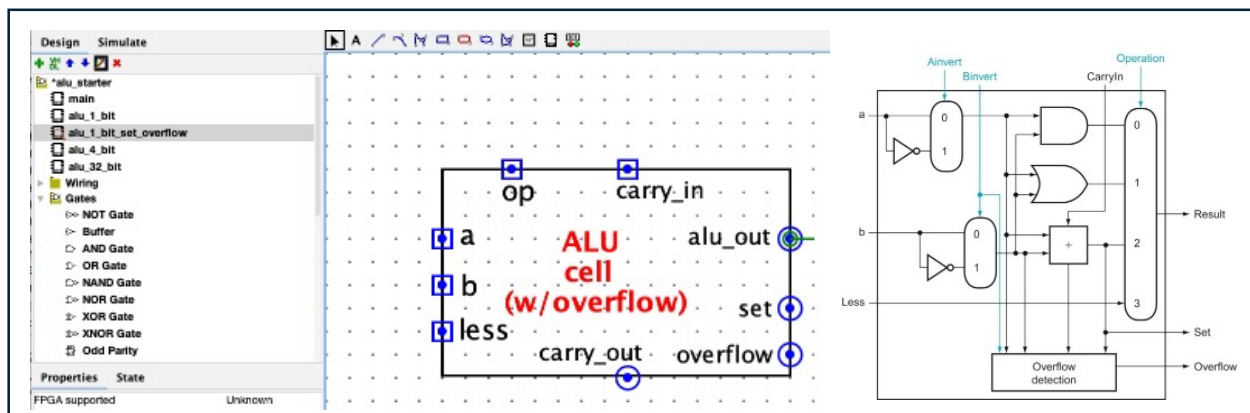 Design Simulate
A
*alu_starter
main
alu_1_bit
alu_1_bit_set_overflow
alu_4_bit
alu_32_bit
Wiring
Gates
NOT Gate
Buffer
AND Gate
OR Gate
NAND Gate
NOR Gate
XOR Gate
XNOR Gate
Odd Parity
Properties State
FPGA supported Unknown
op carry_in
a ALU alu_out
b cell
(w/overflow) set
less
carry_out overflow
Operation
Ainvert
Binvert CarryIn
a 0 0
1
1
Result
b 0 + 2
1
Less 3
Set
Overflow
detection Overflow